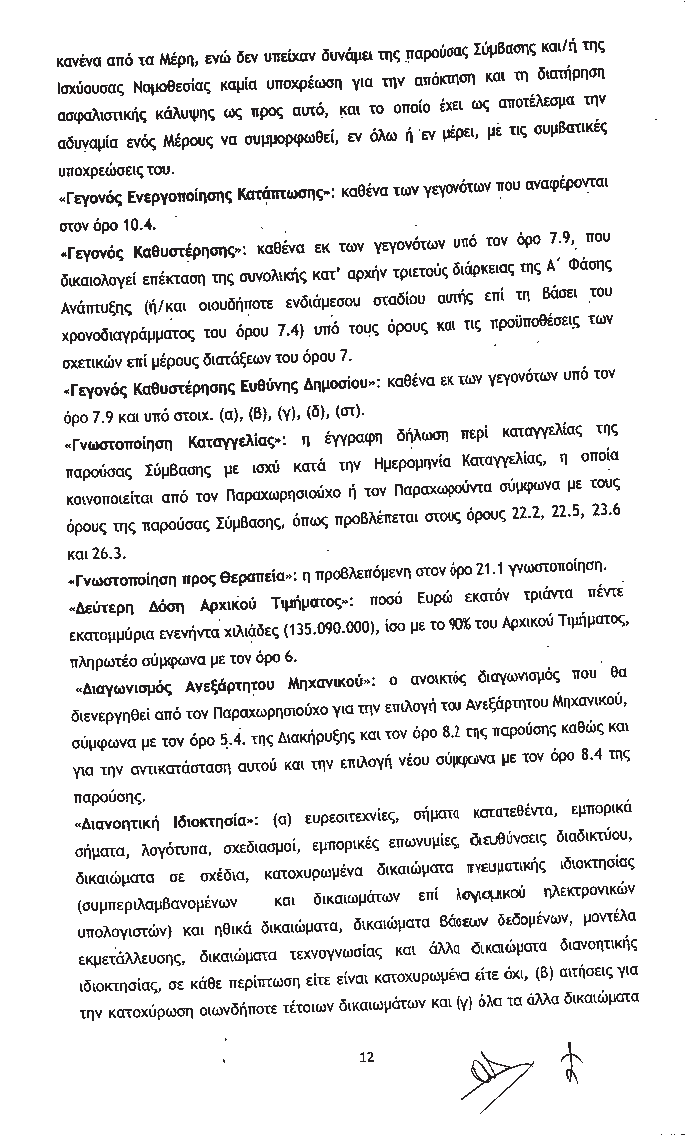 κανένα από τα Μέρη, ενώ δεν υπείχαν δυνάμει της παρούσας Σύμβασης και/ή της
Ισχύουσας Νομοθεσίας καμία υποχρέωση για την απόκτηση και τη διατήρηση
ασφαλιστικής κάλυψης ως προς αυτό, και το οποίο έχει ως αποτέλεσμα την
αδυναμία ενός Μέρους να συμμορφωθεί, εν όλω ή εν μέρει, με τις συμβατικές
υποχρεώσεις του.
«Γεγονός Ενεργοποίησης Κατάπτωσης»: καθένα των γεγονότων που αναφέρονται
στον όρο 10.4.
«Γεγονός Καθυστέρησης»: καθένα εκ των γεγονότων υπό τον όρο 7.9, που
δικαιολογεί επέκταση της συνολικής κατ' αρχήν τριετούς διάρκειας της Α΄ Φάσης
Ανάπτυξης (ή/και οιουδήποτε ενδιάμεσου σταδίου αυτής επί τη βάσει του
χρονοδιαγράμματος του όρου 7.4) υπό τους όρους και τις προϋποθέσεις των
σχετικών επί μέρους διατάξεων του όρου 7.
«Γεγονός Καθυστέρησης Ευθύνης Δημοσίου»: καθένα εκ των γεγονότων υπό τον
όρο 7.9 και υπό στοιχ. (α), (β), (γ), (δ), (στ).
«Γνωστοποίηση Καταγγελίας»: η έγγραφη δήλωση περί καταγγελίας της
παρούσας Σύμβασης με ισχύ κατά την Ημερομηνία Καταγγελίας, η οποία
κοινοποιείται από τον Παραχωρησιούχο ή τον Παραχωρούντα σύμφωνα με τους
όρους της παρούσας Σύμβασης, όπως προβλέπεται στους όρους 22.2, 22.5, 23.6
και 26.3.
«Γνωστοποίηση προς Θεραπεία»: η προβλεπόμενη στον όρο 21.1 γνωστοποίηση.
«Δεύτερη Δόση Αρχικού Τιμήματος»: ποσό Ευρώ εκατόν τριάντα πέντε
εκατομμύρια ενενήντα χιλιάδες (135.090.000), ίσο με το 90% του Αρχικού Τιμήματος,
πληρωτέο σύμφωνα με τον όρο 6.
«Διαγωνισμός Ανεξάρτητου Μηχανικού»: ο ανοικτός διαγωνισμός που θα
διενεργηθεί από τον Παραχωρησιούχο για την επιλογή του Ανεξάρτητου Μηχανικού,
σύμφωνα με τον όρο 5.4. της Διακήρυξης και τον όρο 8.2 της παρούσης καθώς και
για την αντικατάσταση αυτού και την επιλογή νέου σύμφωνα με τον όρο 8.4 της
παρούσης.
«Διανοητική Ιδιοκτησία»: (α) ευρεσιτεχνίες, σήματα κατατεθέντα, εμπορικά
σήματα, λογότυπα, σχεδιασμοί, εμπορικές επωνυμίες, διευθύνσεις διαδικτύου,
δικαιώματα σε σχέδια, κατοχυρωμένα δικαιώματα πνευματικής ιδιοκτησίας
(συμπεριλαμβανομένων και δικαιωμάτων επί λογισμικού ηλεκτρονικών
υπολογιστών) και ηθικά δικαιώματα, δικαιώματα βάσεων δεδομένων, μοντέλα
εκμετάλλευσης, δικαιώματα τεχνογνωσίας και άλλα δικαιώματα διανοητικής
ιδιοκτησίας, σε κάθε περίπτωση είτε είναι κατοχυρωμένα είτε όχι, (β) αιτήσεις για
την κατοχύρωση οιωνδήποτε τέτοιων δικαιωμάτων και (γ) όλα τα άλλα δικαιώματα
12